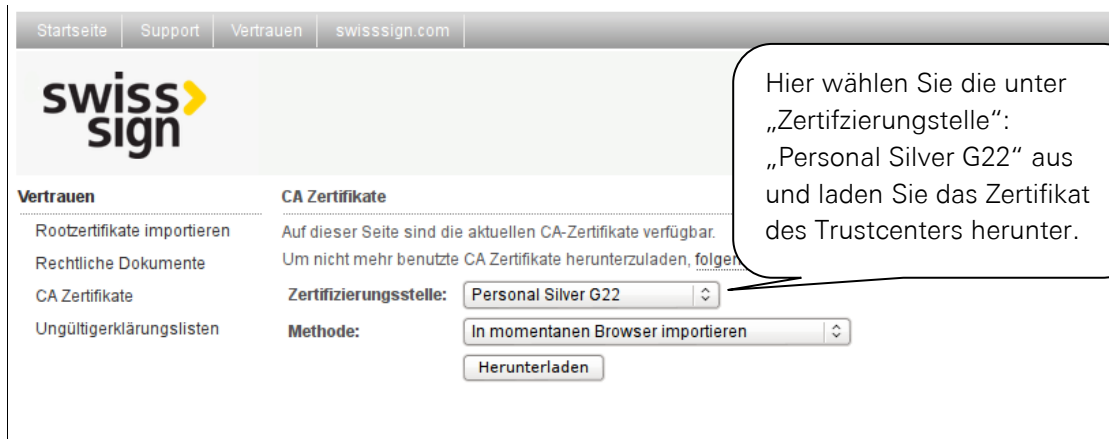 Startseite Support Vertrauen swisssign.com
swiss
sign
Hier wählen Sie die unter
„Zertifzierungstelle“:
„Personal Silver G22“ aus
und laden Sie das Zertifikat
des Trustcenters herunter.
Vertrauen
Rootzertifikate importieren
Rechtliche Dokumente
CA Zertifikate
Ungültigerklärungslisten
CA Zertifikate
Auf dieser Seite sind die aktuellen CA-Zertifikate verfügbar.
Um nicht mehr benutzte CA Zertifikate herunterzuladen,
Zertifizierungsstelle: Personal Silver G22
Methode: In momentanen Browser importieren
Herunterladen